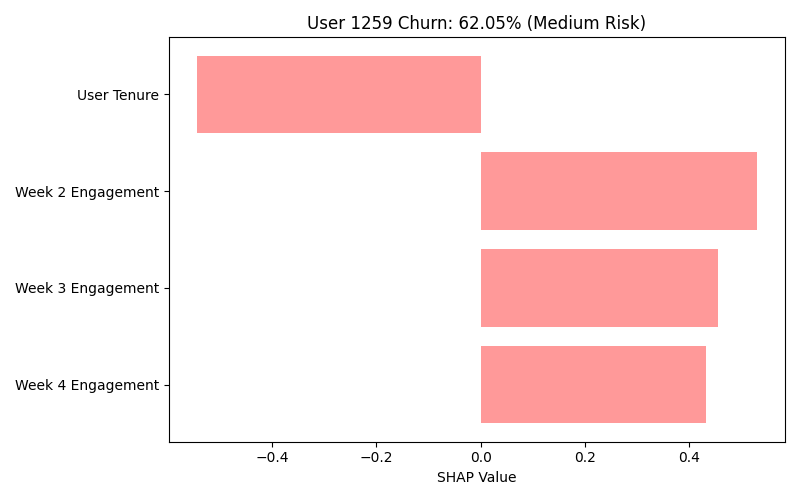 User 1259 Churn: 62.05% (Medium Risk)
User Tenure
Week 2 Engagement
Week 3 Engagement
Week 4 Engagement
−0.4 −0.2 0.0 0.2 0.4
SHAP Value